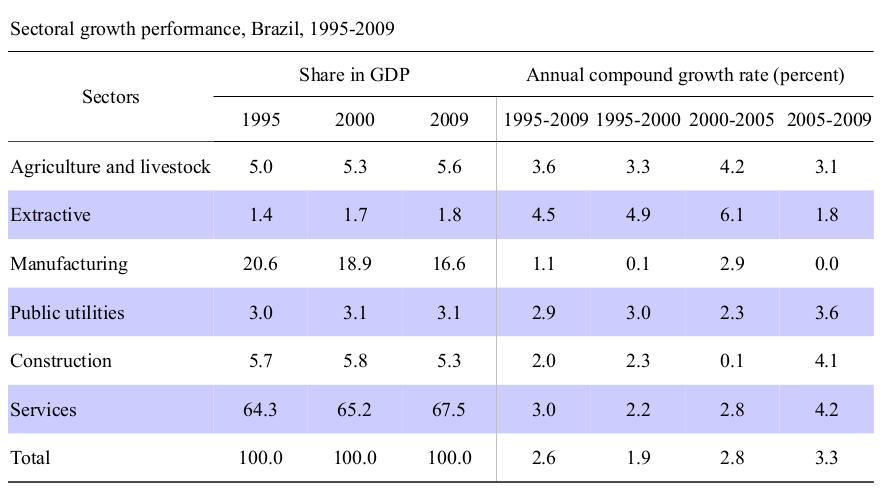 Sectoral growth performance, Brazil, 1995-2009
Sectors Share in GDP Annual compound growth rate (percent)
1995 2000 2009 1995-2009 1995-2000 2000-2005 2005-2009
Agriculture and livestock 5.0 5.3 5.6 3.6 3.3 4.2 3.1
Extractive 1.4 1.7 1.8 4.5 4.9 6.1 1.8
Manufacturing 20.6 18.9 16.6 1.1 0.1 2.9 0.0
Public utilities 3.0 3.1 3.1 2.9 3.0 2.3 3.6
Construction 5.7 5.8 5.3 2.0 2.3 0.1 4.1
Services 64.3 65.2 67.5 3.0 2.2 2.8 4.2
Total 100.0 100.0 100.0 2.6 1.9 2.8 3.3